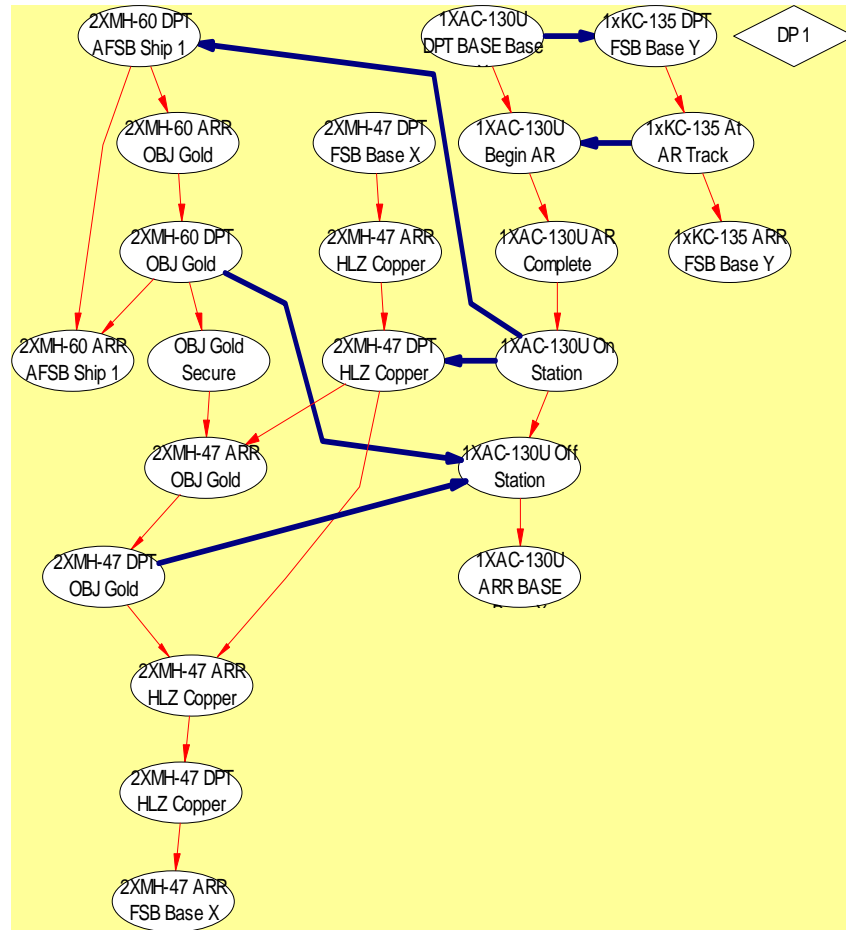 2XMH-60 DPT
AFSB Ship 1
1XAC-130U
DPT BASE Base
1xKC-135 DPT
FSB Base Y
DP 1
2XMH-60 ARR
OBJ Gold
2XMH-47 DPT
FSB Base X
1XAC-130U
Begin AR
1xKC-135 At
AR Track
2XMH-60 DPT
OBJ Gold
2XMH-47 ARR
HLZ Copper
1XAC-130U AR
Complete
1xKC-135 ARR
FSB Base Y
2XMH-60 ARR
AFSB Ship 1
OBJ Gold
Secure
2XMH-47 DPT
HLZ Copper
1XAC-130U On
Station
2XMH-47 ARR
OBJ Gold
1XAC-130U Off
Station
2XMH-47 DPT
OBJ Gold
1XAC-130U
ARR BASE
2XMH-47 ARR
HLZ Copper
2XMH-47 DPT
HLZ Copper
2XMH-47 ARR
FSB Base X